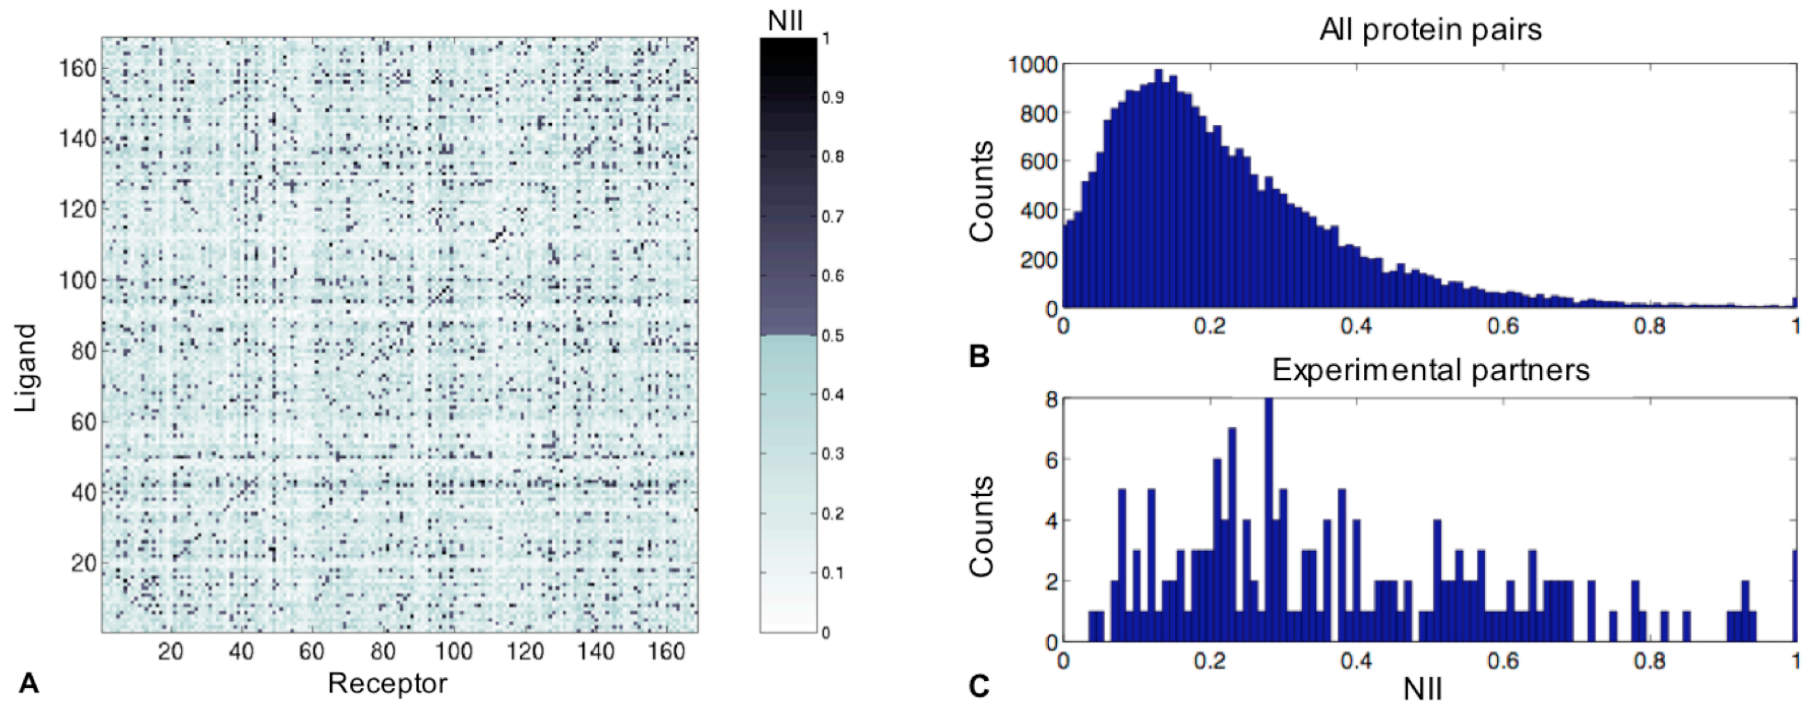 NII
1
0.9
0.8
0.7
0.6
0.5
0.4
0.3
0.2
0.1
0
160
140
120
100
80
60
40
20
Ligand
20 40 60 80 100 120 140 160
Receptor
A
All protein pairs
1000
800
600
400
200
0
Counts
0 0.2 0.4 0.6 0.8 1
B
Experimental partners
8
6
4
2
0
Counts
0 0.2 0.4 0.6 0.8 1
NII
C